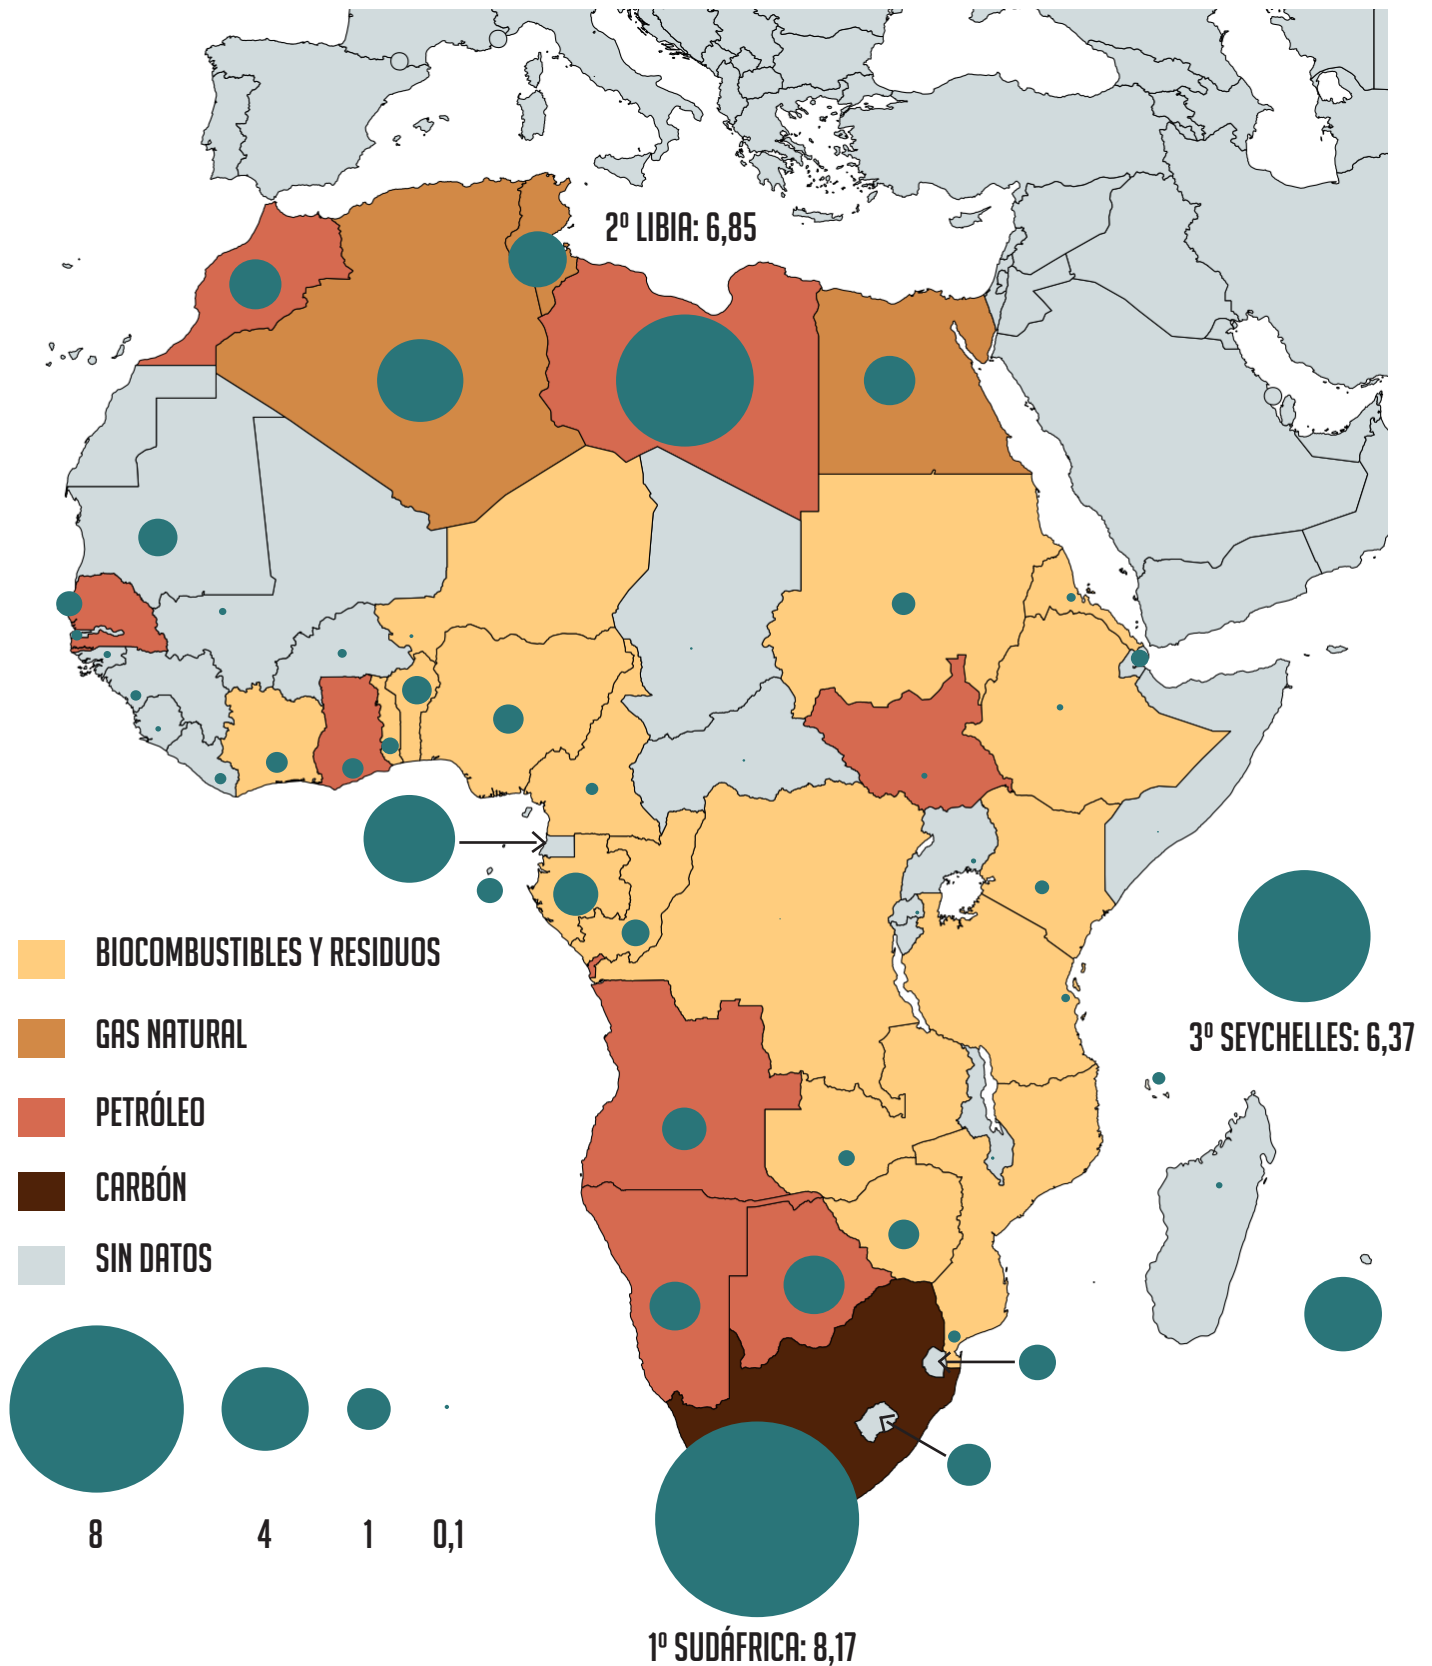 2º LIBIA: 6,85
BIOCOMBUSTIBLES Y RESIDUOS
GAS NATURAL
PETRÓLEO
CARBÓN
SIN DATOS
3º SEYCHELLES: 6,37
8 4 1 0,1
1º SUDÁFRICA: 8,17